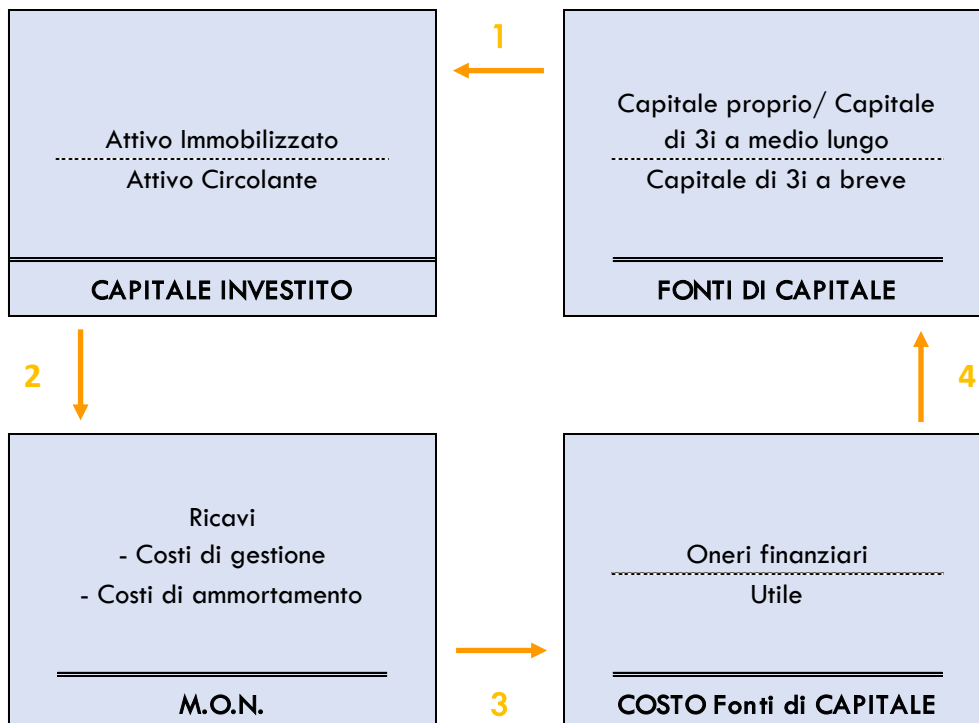 1
Attivo Immobilizzato
Attivo Circolante
CAPITALE INVESTITO
Capitale proprio/ Capitale
di 3i a medio lungo
Capitale di 3i a breve
FONTI DI CAPITALE
2
4
Ricavi
- Costi di gestione
- Costi di ammortamento
M.O.N.
3
Oneri finanziari
Utile
COSTO Fonti di CAPITALE